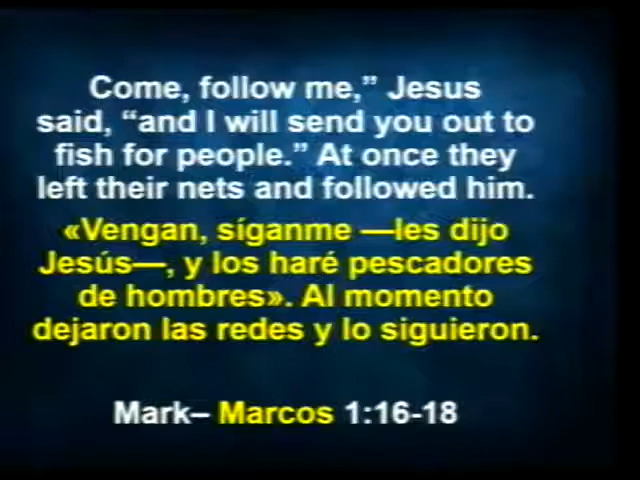 Come, follow me,” Jesus
said, “and I will send you out to
fish for people.” At once they
left their nets and followed him.
«Vengan, síganme —les dijo
Jesús—, y los haré pescadores
de hombres». Al momento
dejaron las redes y lo siguieron.
Mark– Marcos 1:16-18